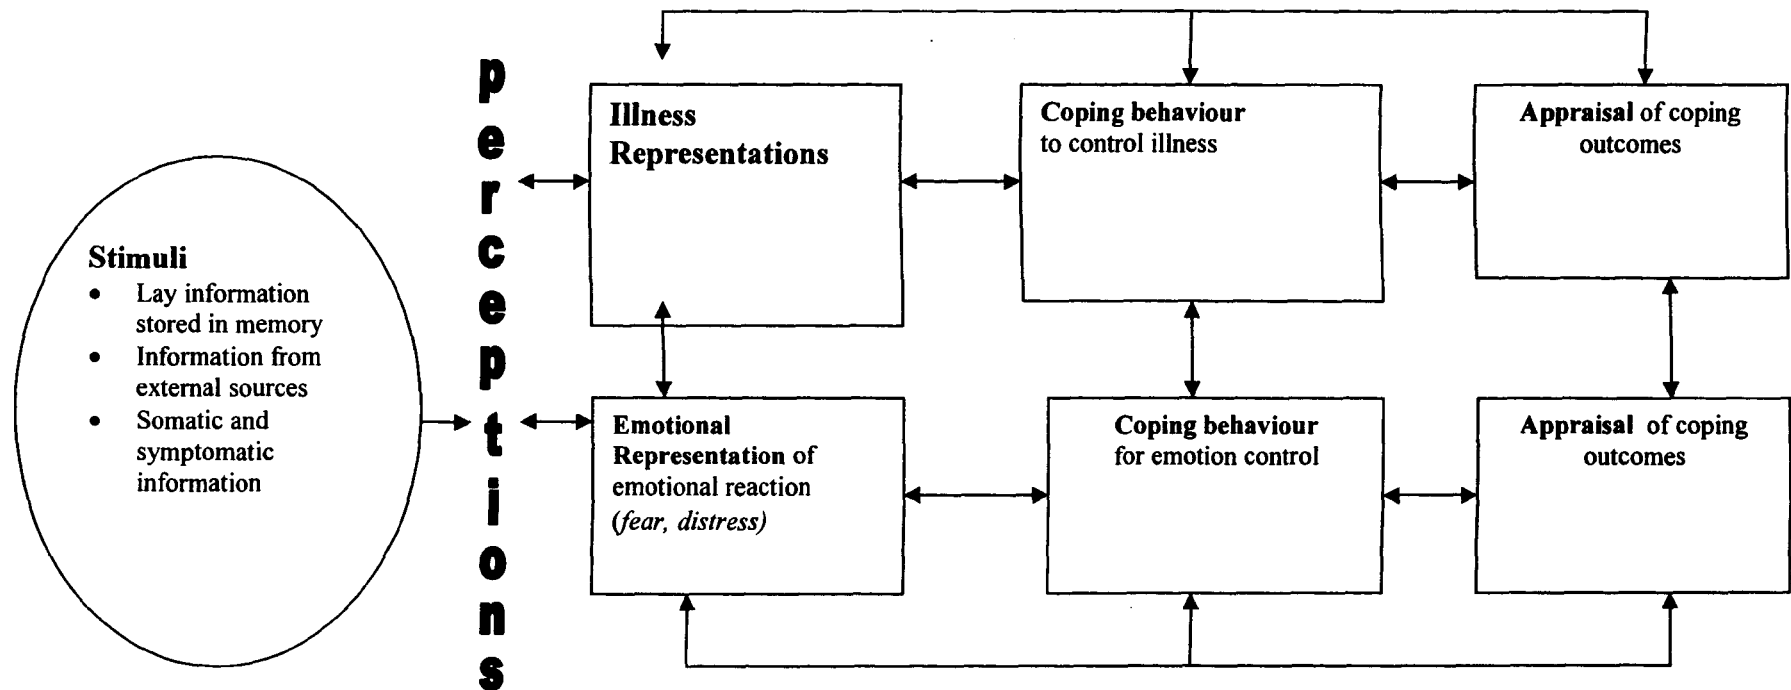 Stimuli
• Lay information
stored in memory
• Information from
external sources
• Somatic and
symptomatic
information
perceptions
Illness
Representations
Coping behaviour
to control illness
Appraisal of coping
outcomes
Emotional
Representation of
emotional reaction
(fear, distress)
Coping behaviour
for emotion control
Appraisal of coping
outcomes